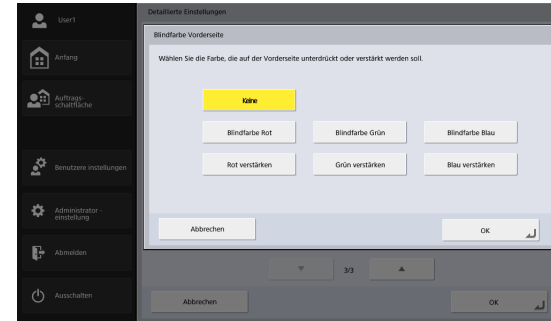 User1
Anfang
Auftrags-
schaltfläche
Benutzere instellungen
Administrator -
einstellung
Abmelden
Ausschalten
Detaillierte Einstellungen
Blindfarbe Vorderseite
Wählen Sie die Farbe, die auf der Vorderseite unterdrückt oder verstärkt werden soll.
Keine
Blindfarbe Rot Blindfarbe Grün Blindfarbe Blau
Rot verstärken Grün verstärken Blau verstärken
Abbrechen OK
3/3
Abbrechen OK